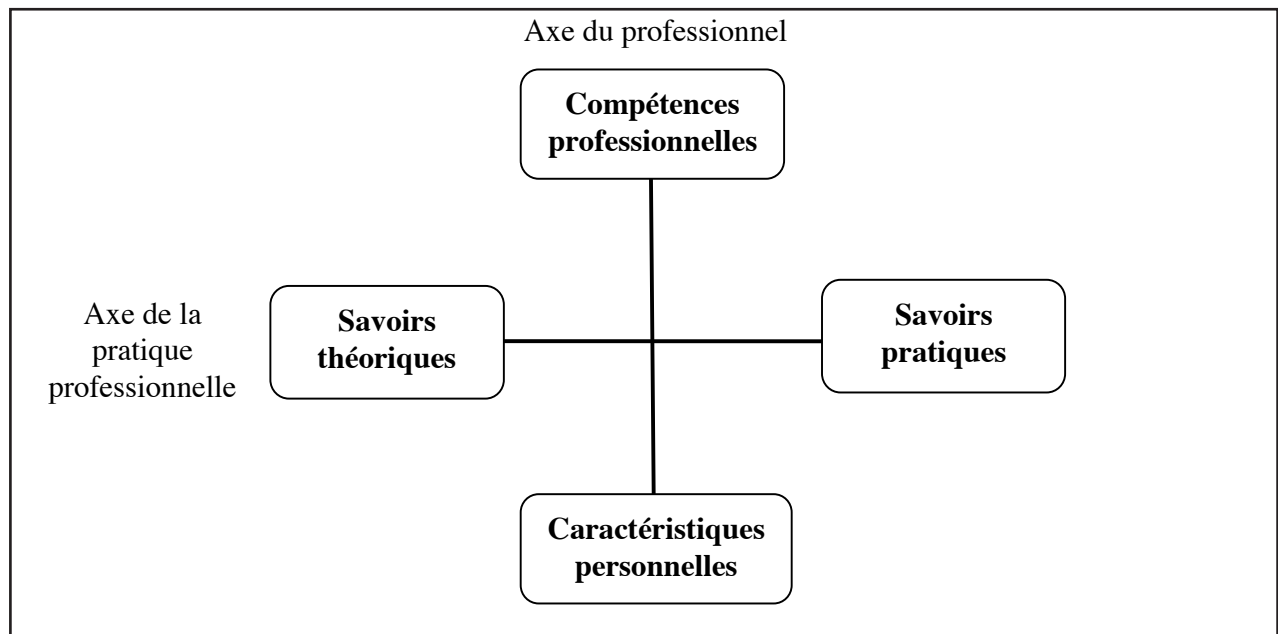 Axe du professionnel
Compétences
professionnelles
Axe de la
pratique
professionnelle
Savoirs
théoriques
Savoirs
pratiques
Caractéristiques
personnelles